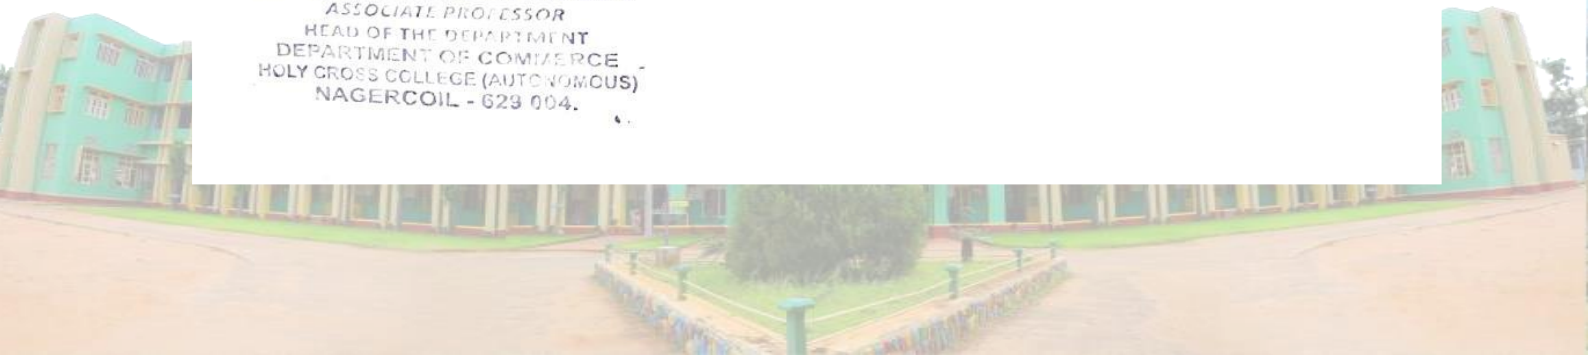 ASSOCIATE PROFESSOR
HEAD OF THE DEPARTMENT
DEPARTMENT OF COMMERCE
HOLY CROSS COLLEGE (AUTONOMOUS)
NAGERCOIL - 629 004.